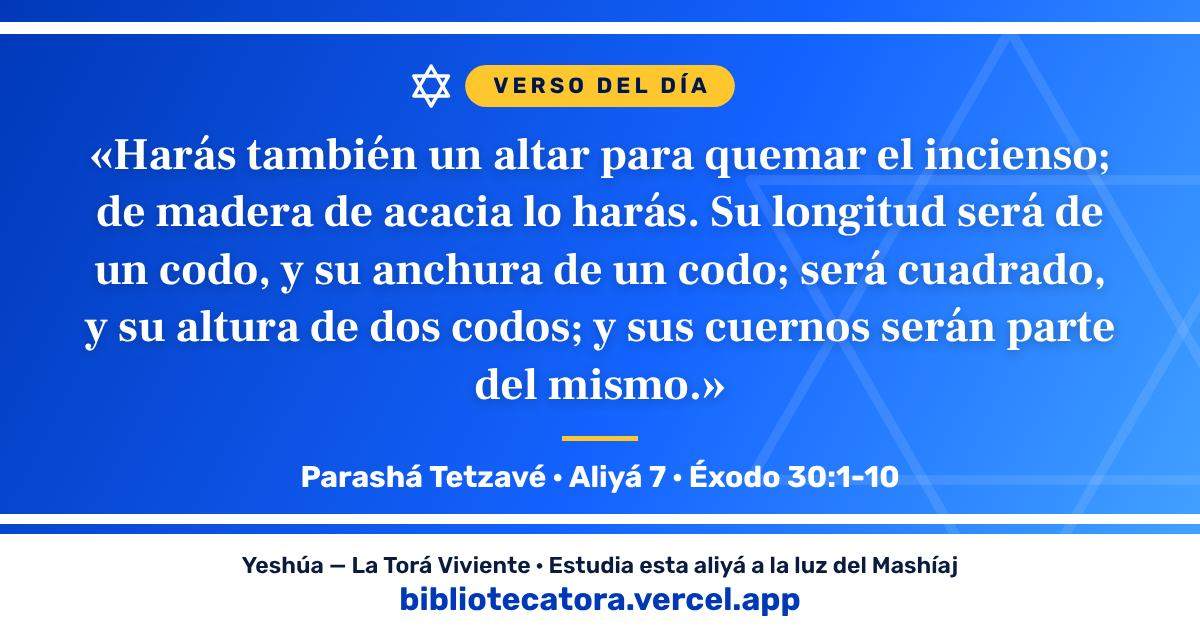 VERSO DEL DÍA
«Harás también un altar para quemar el incienso;
de madera de acacia lo harás. Su longitud será de
un codo, y su anchura de un codo; será cuadrado,
y su altura de dos codos; y sus cuernos serán parte
del mismo.»
Parashá Tetzavé • Aliyá 7 • Éxodo 30:1-10
Yeshúa — La Torá Viviente • Estudia esta aliyá a la luz del Mashíaj
bibliotecatora.vercel.app